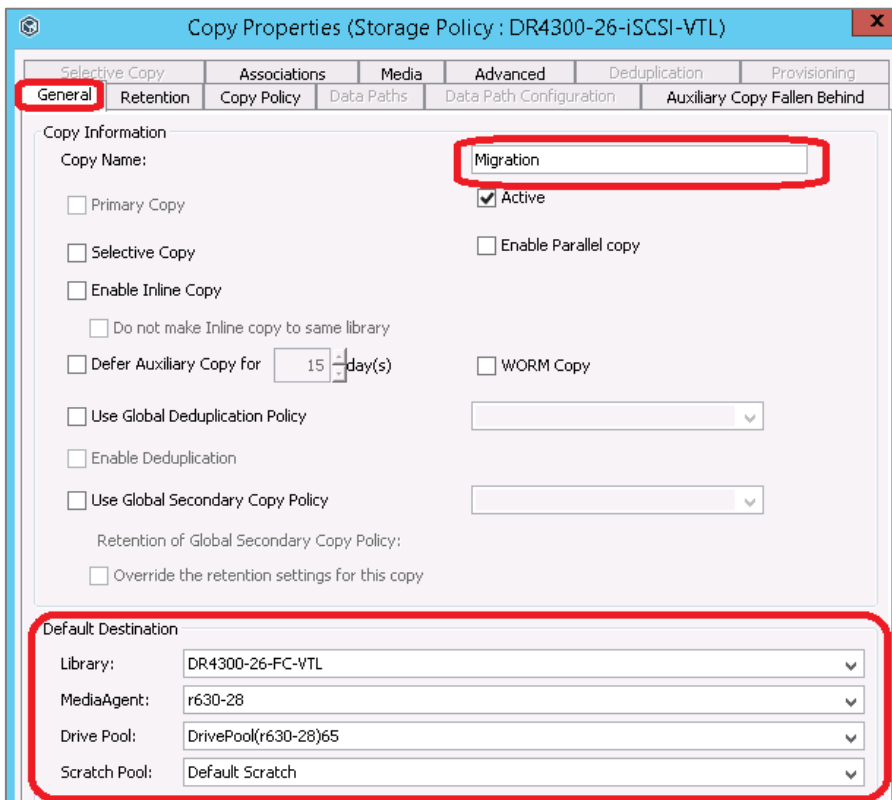 Copy Properties (Storage Policy : DR4300-26-iSCSI-VTL)
x
Selective Copy Associations Media Advanced Deduplication Provisioning
General Retention Copy Policy Data Paths Data Path Configuration Auxiliary Copy Fallen Behind
Copy Information
Copy Name: Migration
Primary Copy Active
Selective Copy Enable Parallel copy
Enable Inline Copy
Do not make Inline copy to same library
Defer Auxiliary Copy for 15 day(s) WORM Copy
Use Global Deduplication Policy
Enable Deduplication
Use Global Secondary Copy Policy
Retention of Global Secondary Copy Policy:
Override the retention settings for this copy
Default Destination
Library: DR4300-26-FC-VTL
MediaAgent: r630-28
Drive Pool: DrivePool(r630-28)65
Scratch Pool: Default Scratch